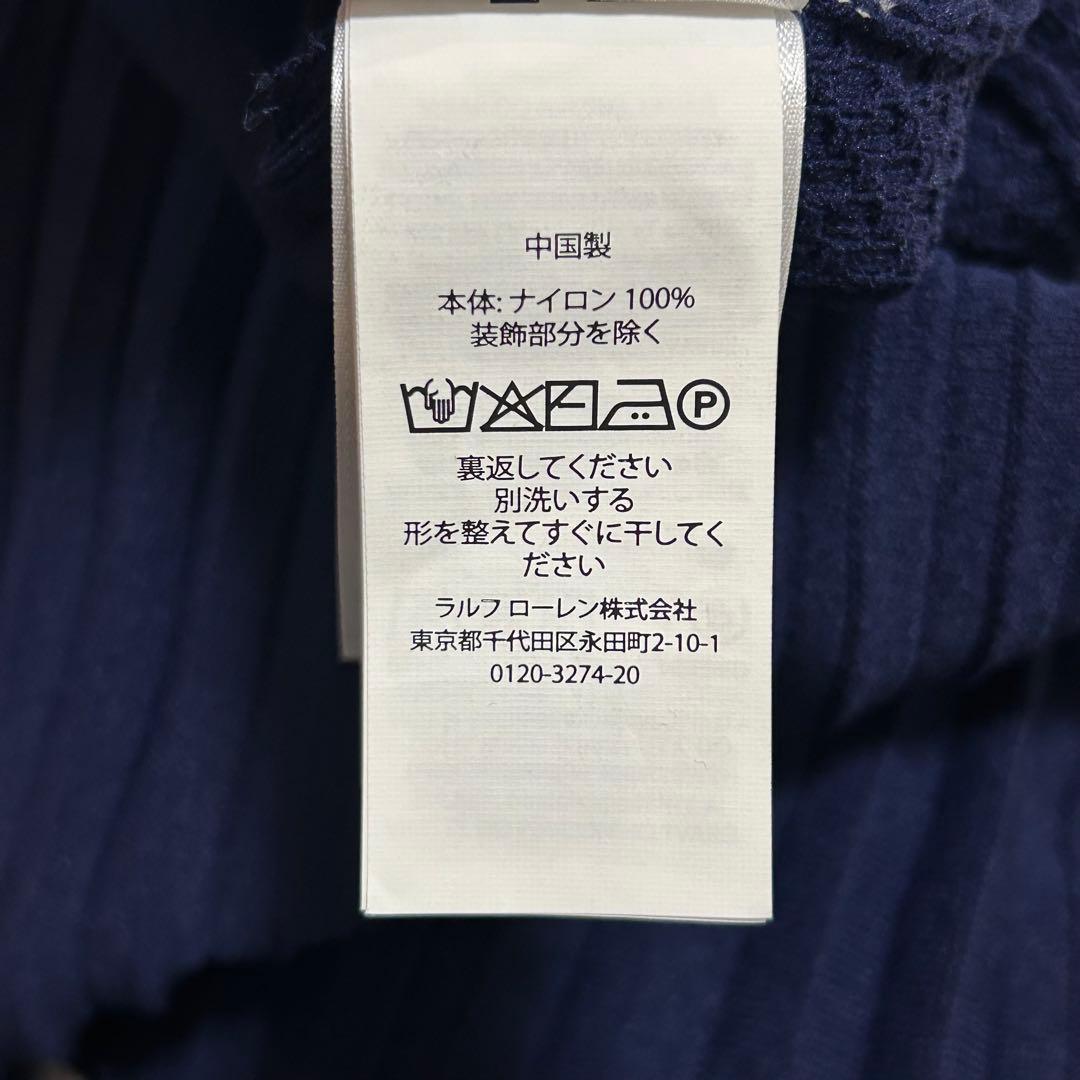 中国製
本体: ナイロン 100%
装飾部分を除く
P
裏返してください
別洗いする
形を整えてすぐに干してく
ださい
ラルフ ローレン株式会社
東京都千代田区永田町2-10-1
0120-3274-20